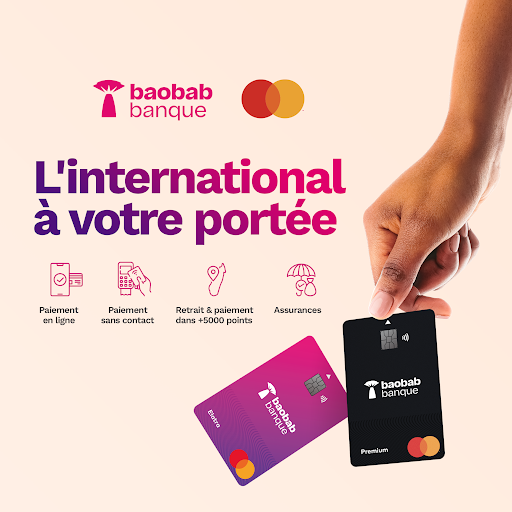 baobab
banque
L'international
à votre portée
Paiement
en ligne
Paiement
sans contact
Retrait & paiement
dans +5000 points
Assurances
baobab
banque
Premium
baobab
banque